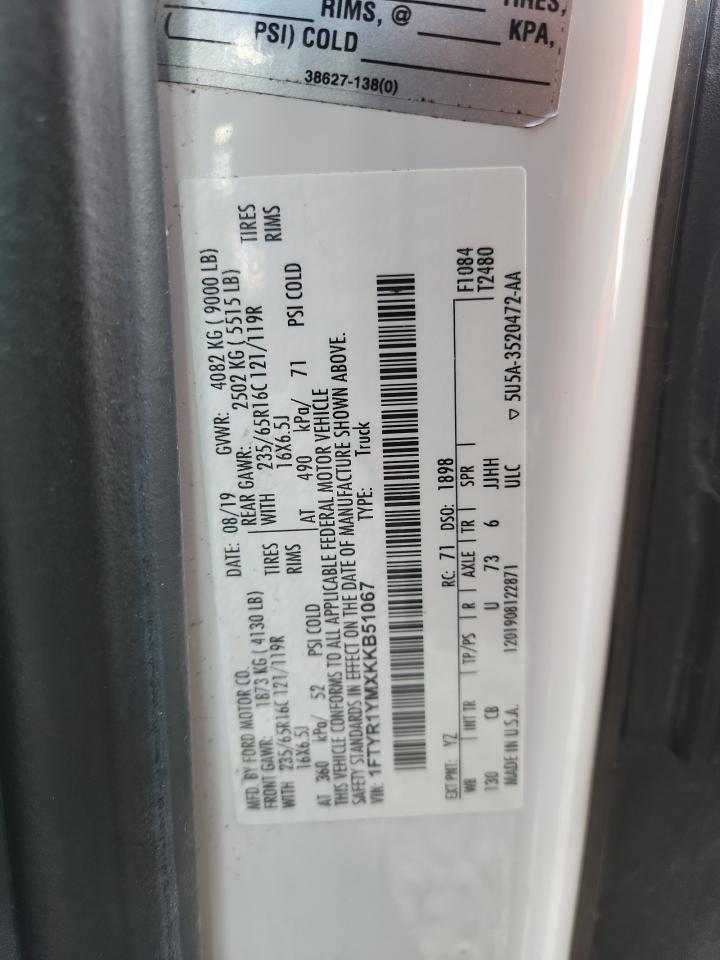 TIRES,
RIMS, @ KPA,
( PSI) COLD
38627-138(0)
MFD. BY FORD MOTOR CO. DATE: 08/19 GVWR: 4082 KG ( 9000 LB)
FRONT GAWR: 1873 KG ( 4130 LB) REAR GAWR: 2502 KG ( 5515 LB)
WITH 235/65R16C 121/119R TIRES WITH 235/65R16C 121/119R TIRES
16X6.5J RIMS 16X6.5J RIMS
AT 360 kPa/ 52 PSI COLD AT 490 kPa/ 71 PSI COLD
THIS VEHICLE CONFORMS TO ALL APPLICABLE FEDERAL MOTOR VEHICLE
SAFETY STANDARDS IN EFFECT ON THE DATE OF MANUFACTURE SHOWN ABOVE.
VIN: 1FTYR1YMXKKB51067 TYPE: Truck
EXT PNT: YZ RC: 71 DSO: 1898 F1084
WB INT TR TP/PS R AXLE TR SPR T2480
130 CB U 73 6 JJHH
MADE IN U.S.A. 1201908122871 ULC ▽ 5U5A-3520472-AA